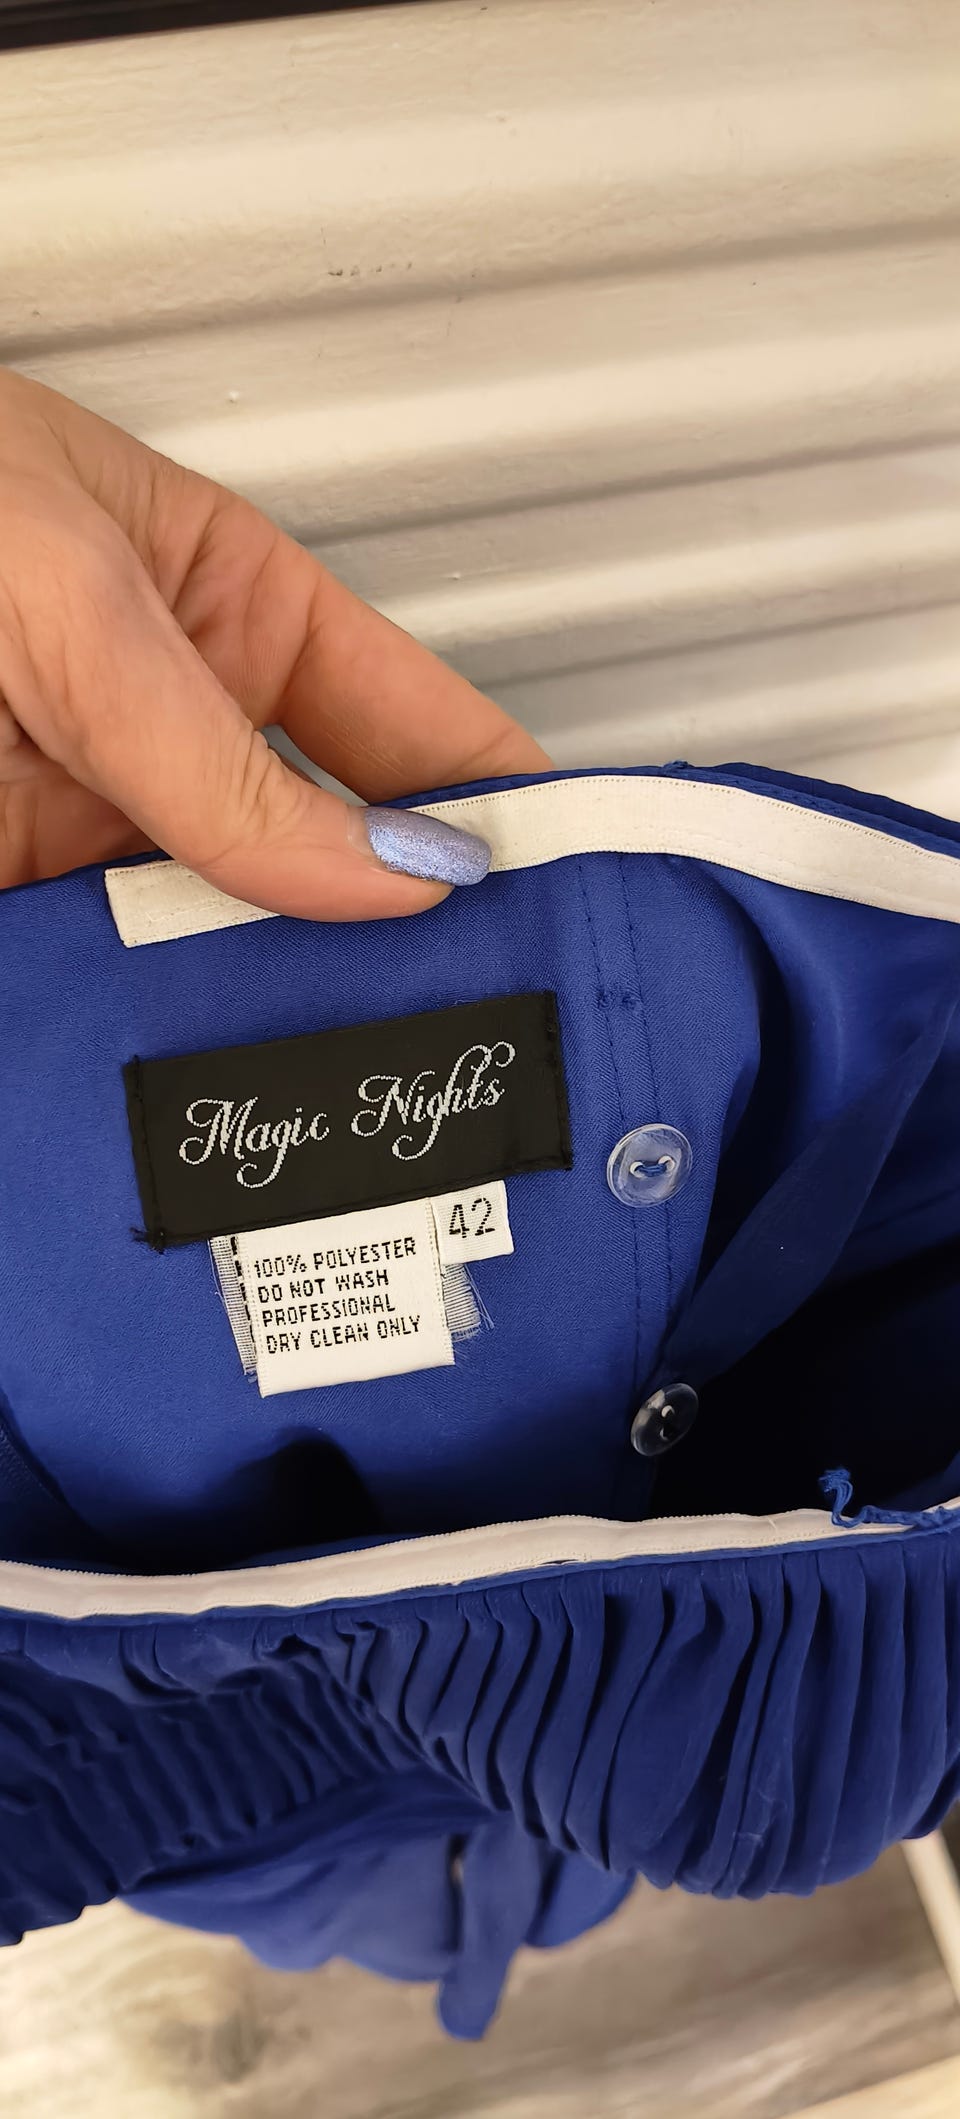 Magic Nights
42
100% POLYESTER
DO NOT WASH
PROFESSIONAL
DRY CLEAN ONLY